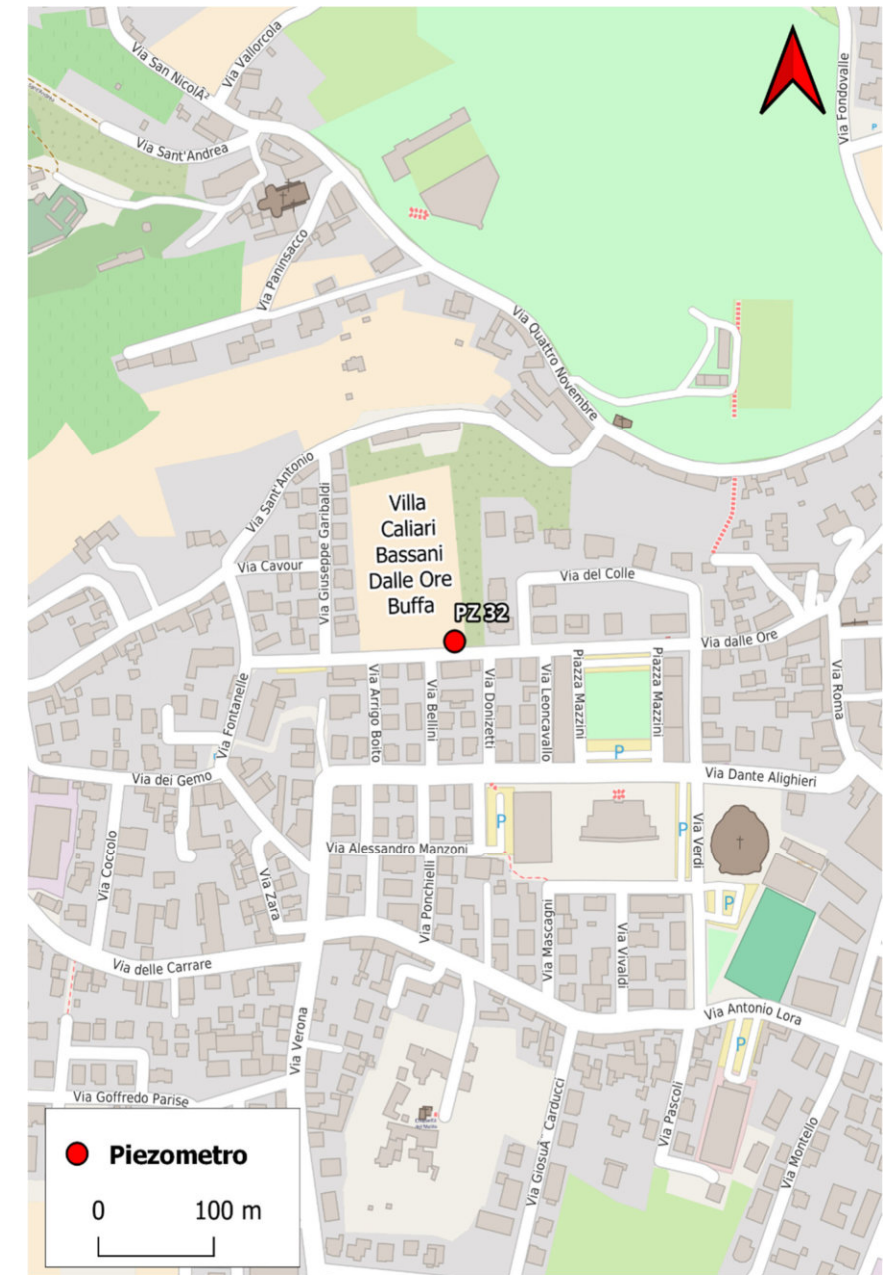 Via San NicolÂ²
Via Vallorcola
Via Fondovalle
P
Via Sant'Andrea
Via Paninsacco
Via Quattro Novembre
Via Sant'Antonio
Via Giuseppe Garibaldi
Villa
Caliari
Bassani
Dalle Ore
Buffa
Via Cavour
Via del Colle
PZ 32
Via dalle Ore
Via Fontanelle
Via Arrigo Boito
Via Bellini
Via Donizetti
Via Leoncavallo
Piazza Mazzini
Piazza Mazzini
Via Roma
P
Via dei Gemo
Via Dante Alighieri
Via Coccolo
P
P
Via Verdi
Via Alessandro Manzoni
Via Zara
Via Ponchielli
P
Via Mascagni
Via Vivaldi
Via delle Carrare
Via Antonio Lora
Via Verona
P
Via Goffredo Parise
Via GiosuÃ¨ Carducci
Via Pascoli
Via Montello
Piezometro
0 100 m